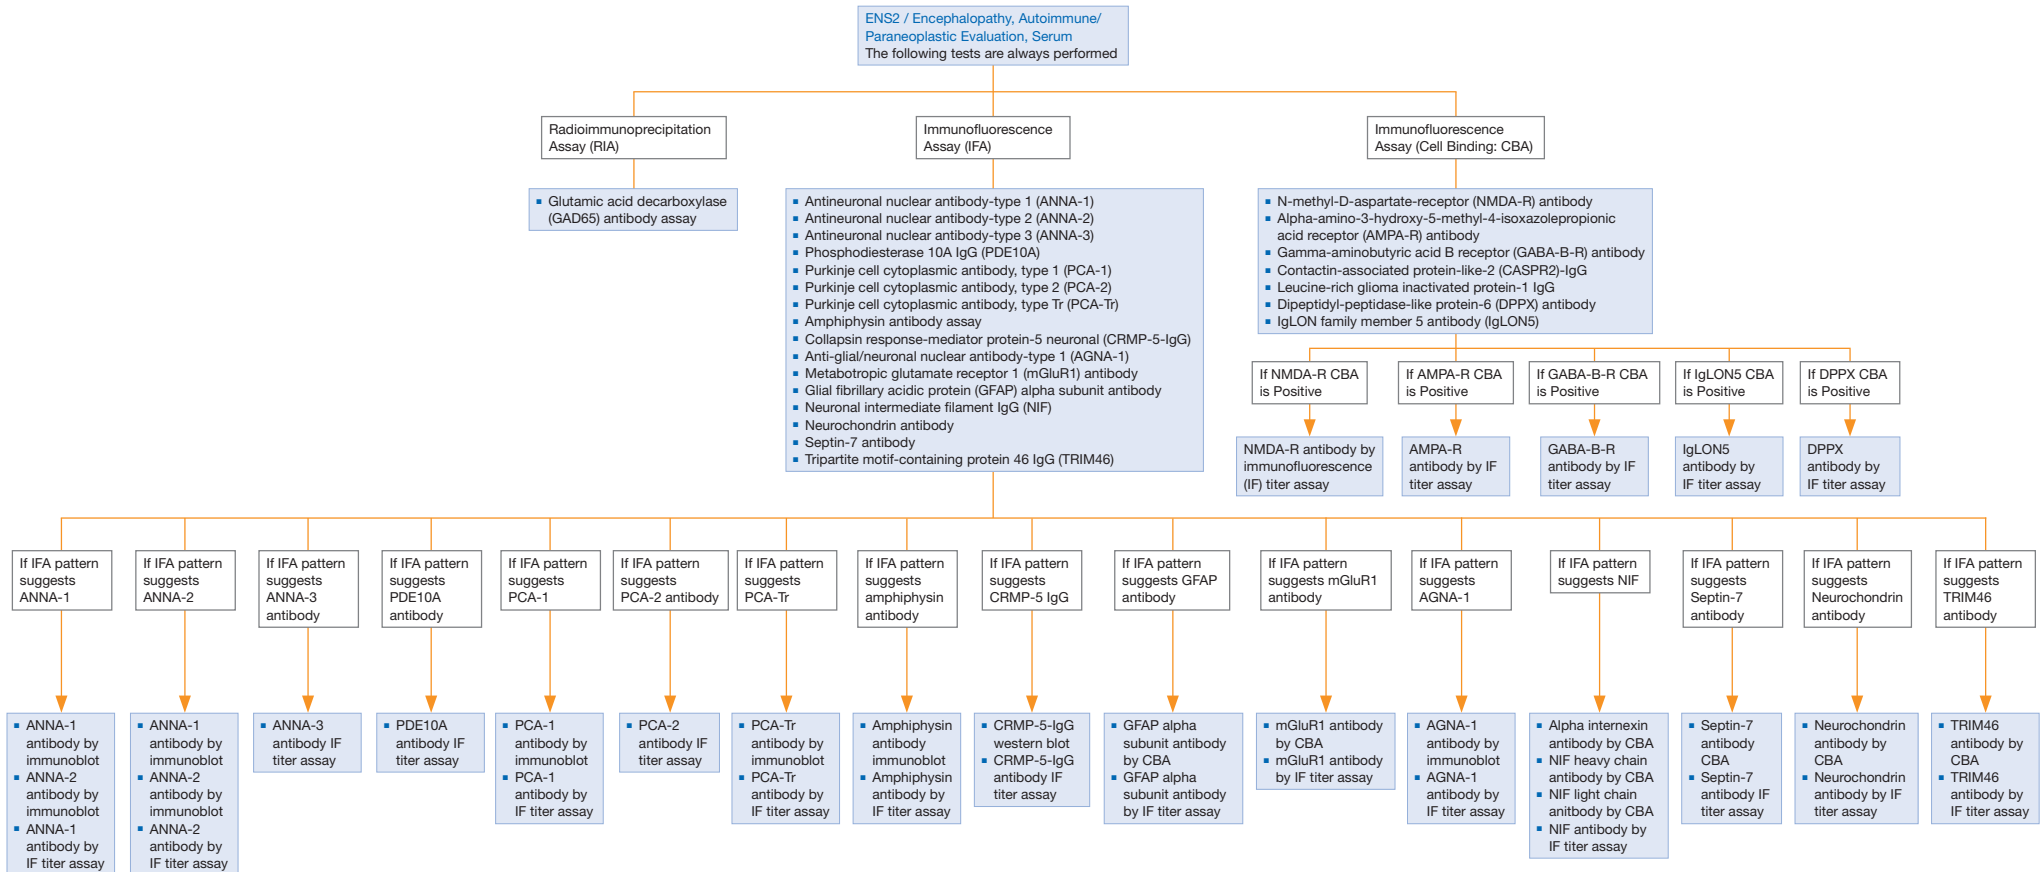 ENS2 / Encephalopathy, Autoimmune/
Paraneoplastic Evaluation, Serum
The following tests are always performed
Radioimmunoprecipitation
Assay (RIA)
Immunofluorescence
Assay (IFA)
Immunofluorescence
Assay (Cell Binding: CBA)
▪ Glutamic acid decarboxylase
(GAD65) antibody assay
▪ Antineuronal nuclear antibody-type 1 (ANNA-1)
▪ Antineuronal nuclear antibody-type 2 (ANNA-2)
▪ Antineuronal nuclear antibody-type 3 (ANNA-3)
▪ Phosphodiesterase 10A IgG (PDE10A)
▪ Purkinje cell cytoplasmic antibody, type 1 (PCA-1)
▪ Purkinje cell cytoplasmic antibody, type 2 (PCA-2)
▪ Purkinje cell cytoplasmic antibody, type Tr (PCA-Tr)
▪ Amphiphysin antibody assay
▪ Collapsin response-mediator protein-5 neuronal (CRMP-5-IgG)
▪ Anti-glial/neuronal nuclear antibody-type 1 (AGNA-1)
▪ Metabotropic glutamate receptor 1 (mGluR1) antibody
▪ Glial fibrillary acidic protein (GFAP) alpha subunit antibody
▪ Neuronal intermediate filament IgG (NIF)
▪ Neurochondrin antibody
▪ Septin-7 antibody
▪ Tripartite motif-containing protein 46 IgG (TRIM46)
▪ N-methyl-D-aspartate-receptor (NMDA-R) antibody
▪ Alpha-amino-3-hydroxy-5-methyl-4-isoxazolepropionic
acid receptor (AMPA-R) antibody
▪ Gamma-aminobutyric acid B receptor (GABA-B-R) antibody
▪ Contactin-associated protein-like-2 (CASPR2)-IgG
▪ Leucine-rich glioma inactivated protein-1 IgG
▪ Dipeptidyl-peptidase-like protein-6 (DPPX) antibody
▪ IgLON family member 5 antibody (IgLON5)
If NMDA-R CBA
is Positive
If AMPA-R CBA
is Positive
If GABA-B-R CBA
is Positive
If IgLON5 CBA
is Positive
If DPPX CBA
is Positive
NMDA-R antibody by
immunofluorescence
(IF) titer assay
AMPA-R
antibody by IF
titer assay
GABA-B-R
antibody by IF
titer assay
IgLON5
antibody by
IF titer assay
DPPX
antibody by
IF titer assay
If IFA pattern
suggests
ANNA-1
If IFA pattern
suggests
ANNA-2
If IFA pattern
suggests
ANNA-3
antibody
If IFA pattern
suggests
PDE10A
antibody
If IFA pattern
suggests
PCA-1
If IFA pattern
suggests
PCA-2 antibody
If IFA pattern
suggests
PCA-Tr
If IFA pattern
suggests
amphiphysin
antibody
If IFA pattern
suggests
CRMP-5 IgG
If IFA pattern
suggests GFAP
antibody
If IFA pattern
suggests mGluR1
antibody
If IFA pattern
suggests
AGNA-1
If IFA pattern
suggests NIF
If IFA pattern
suggests
Septin-7
antibody
If IFA pattern
suggests
Neurochondrin
antibody
If IFA pattern
suggests
TRIM46
antibody
▪ ANNA-1
antibody by
immunoblot
▪ ANNA-2
antibody by
immunoblot
▪ ANNA-1
antibody by
IF titer assay
▪ ANNA-1
antibody by
immunoblot
▪ ANNA-2
antibody by
immunoblot
▪ ANNA-2
antibody by
IF titer assay
▪ ANNA-3
antibody IF
titer assay
▪ PDE10A
antibody IF
titer assay
▪ PCA-1
antibody by
immunoblot
▪ PCA-1
antibody by
IF titer assay
▪ PCA-2
antibody IF
titer assay
▪ PCA-Tr
antibody by
immunoblot
▪ PCA-Tr
antibody by
IF titer assay
▪ Amphiphysin
antibody
immunoblot
▪ Amphiphysin
antibody by
IF titer assay
▪ CRMP-5-IgG
western blot
▪ CRMP-5-IgG
antibody IF
titer assay
▪ GFAP alpha
subunit antibody
by CBA
▪ GFAP alpha
subunit antibody
by IF titer assay
▪ mGluR1 antibody
by CBA
▪ mGluR1 antibody
by IF titer assay
▪ AGNA-1
antibody by
immunoblot
▪ AGNA-1
antibody by
IF titer assay
▪ Alpha internexin
antibody by CBA
▪ NIF heavy chain
antibody by CBA
▪ NIF light chain
anitbody by CBA
▪ NIF antibody by
IF titer assay
▪ Septin-7
antibody
CBA
▪ Septin-7
antibody IF
titer assay
▪ Neurochondrin
antibody by
CBA
▪ Neurochondrin
antibody by IF
titer assay
▪ TRIM46
antibody by
CBA
▪ TRIM46
antibody by
IF titer assay